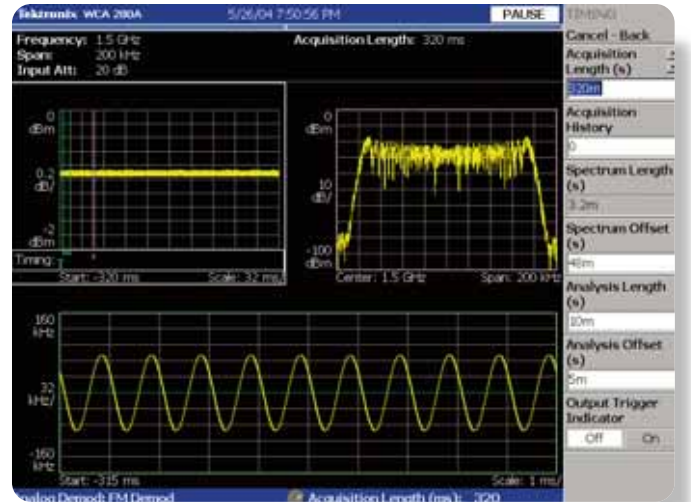 Tektronix WCA 200A 5/26/04 7:50:56 PM PAUSE TIMING
Frequency: 1.5 GHz Acquisition Length: 320 ms
Span: 200 kHz
Input Att: 20 dB
Cancel - Back
Acquisition
Length (s)
320m
Acquisition
History
0
Spectrum Length
(s)
3.2m
Spectrum Offset
(s)
48m
Analysis Length
(s)
10m
Analysis Offset
(s)
5m
Output Trigger
Indicator
Off On
0
dBm
0.2
dB/
-2
dBm
Timing:
Start: -320 ms Scale: 32 ms/
0
dBm
10
dB/
-100
dBm
Center: 1.5 GHz Span: 200 kHz
160
kHz
32
kHz/
-160
kHz
Start: -315 ms Scale: 1 ms/
Analog Demod: FM Demod Acquisition Length (ms): 320